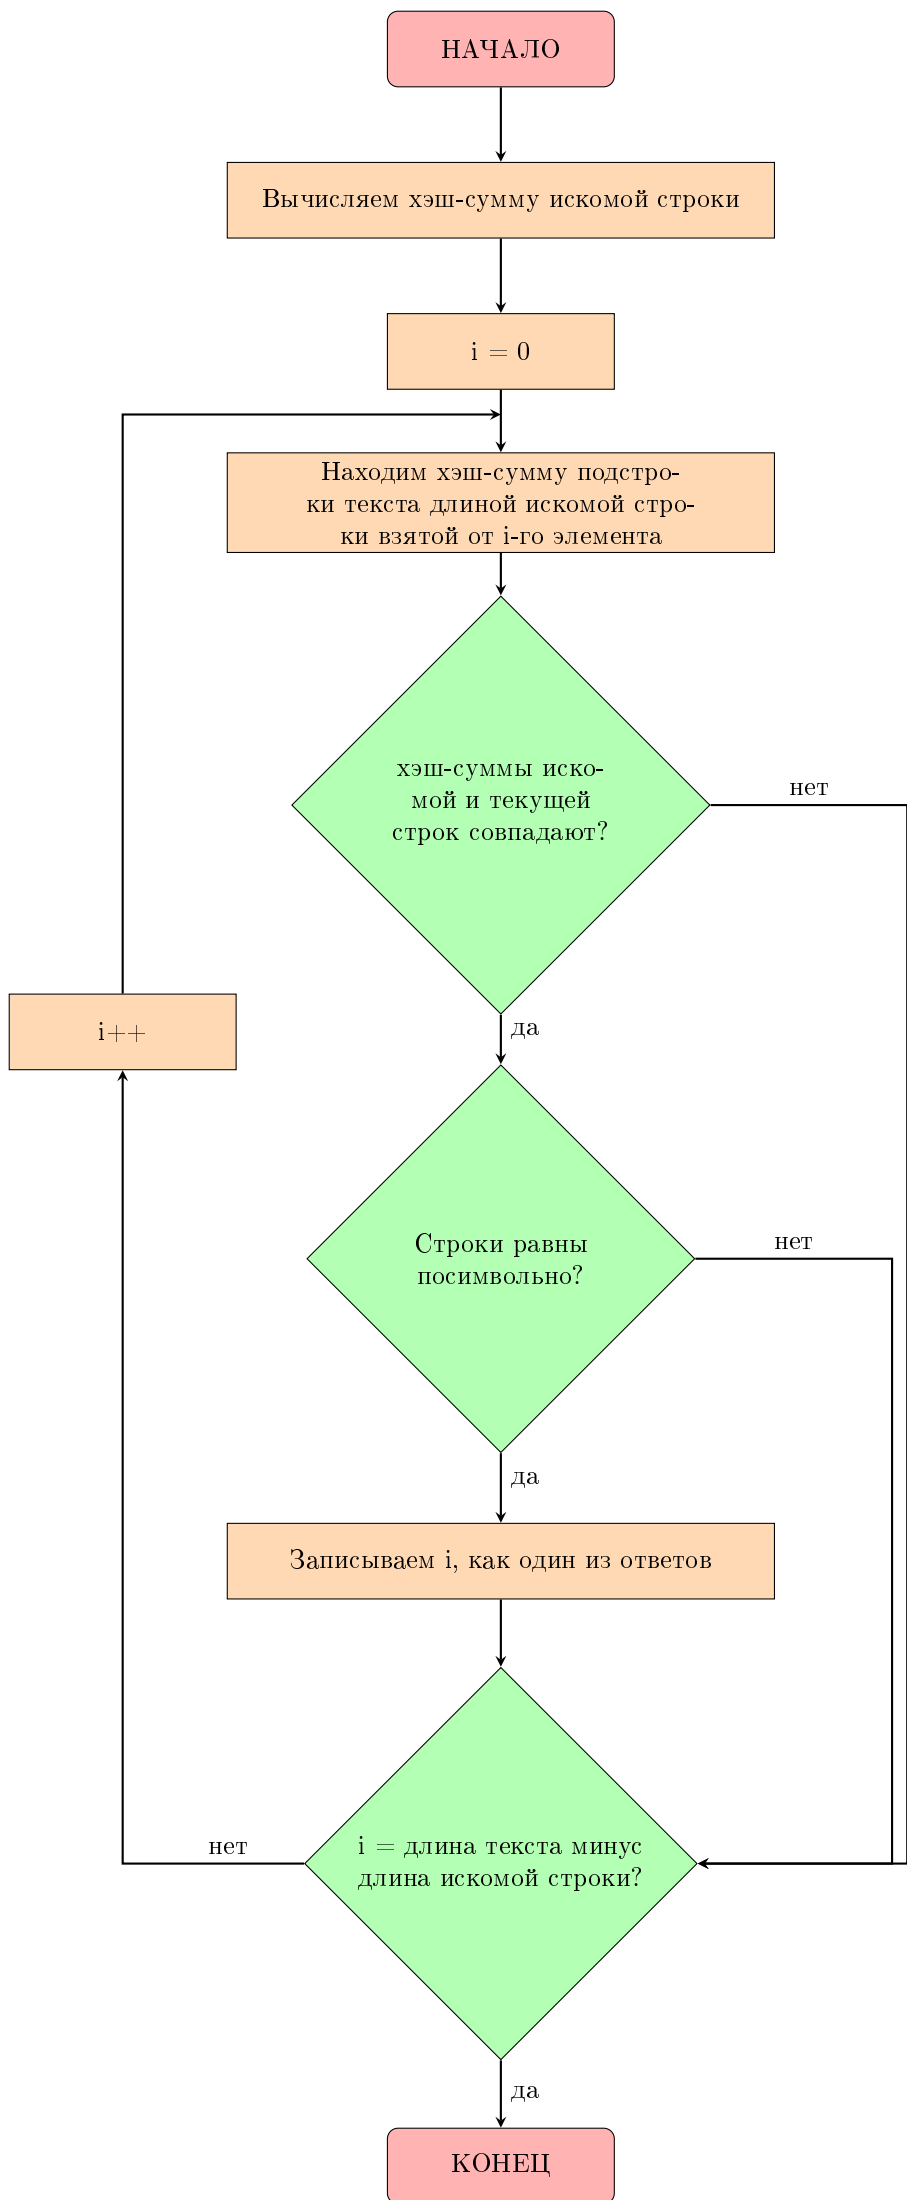 НАЧАЛО
Вычисляем хэш-сумму искомой строки
i = 0
Находим хэш-сумму подстро-
ки текста длиной искомой стро-
ки взятой от i-го элемента
хэш-суммы иско-
мой и текущей
строк совпадают?
нет
i++
да
Строки равны
посимвольно?
нет
да
Записываем i, как один из ответов
i = длина текста минус
длина искомой строки?
нет
да
КОНЕЦ